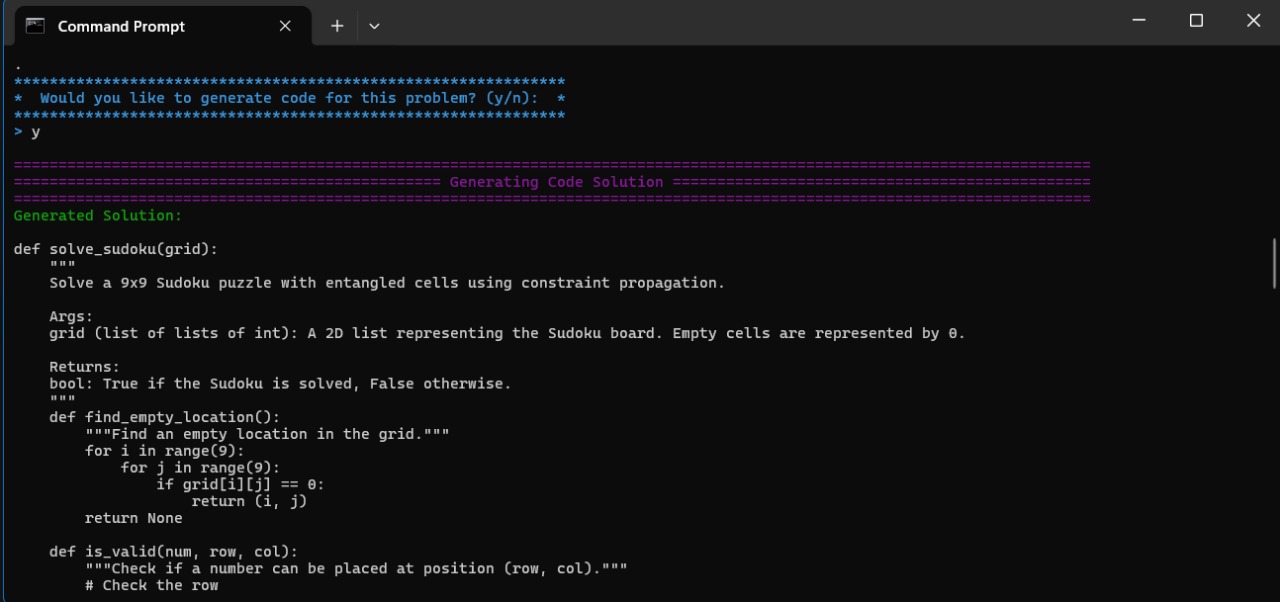 Command Prompt
.
**************************************************************
*  Would you like to generate code for this problem? (y/n):  *
**************************************************************
> y
=========================================================================================================================
================================================ Generating Code Solution ===============================================
=========================================================================================================================
Generated Solution:
def solve_sudoku(grid):
    """
    Solve a 9x9 Sudoku puzzle with entangled cells using constraint propagation.
    Args:
    grid (list of lists of int): A 2D list representing the Sudoku board. Empty cells are represented by 0.
    Returns:
    bool: True if the Sudoku is solved, False otherwise.
    """
    def find_empty_location():
        """Find an empty location in the grid."""
        for i in range(9):
            for j in range(9):
                if grid[i][j] == 0:
                    return (i, j)
        return None
    def is_valid(num, row, col):
        """Check if a number can be placed at position (row, col)."""
        # Check the row